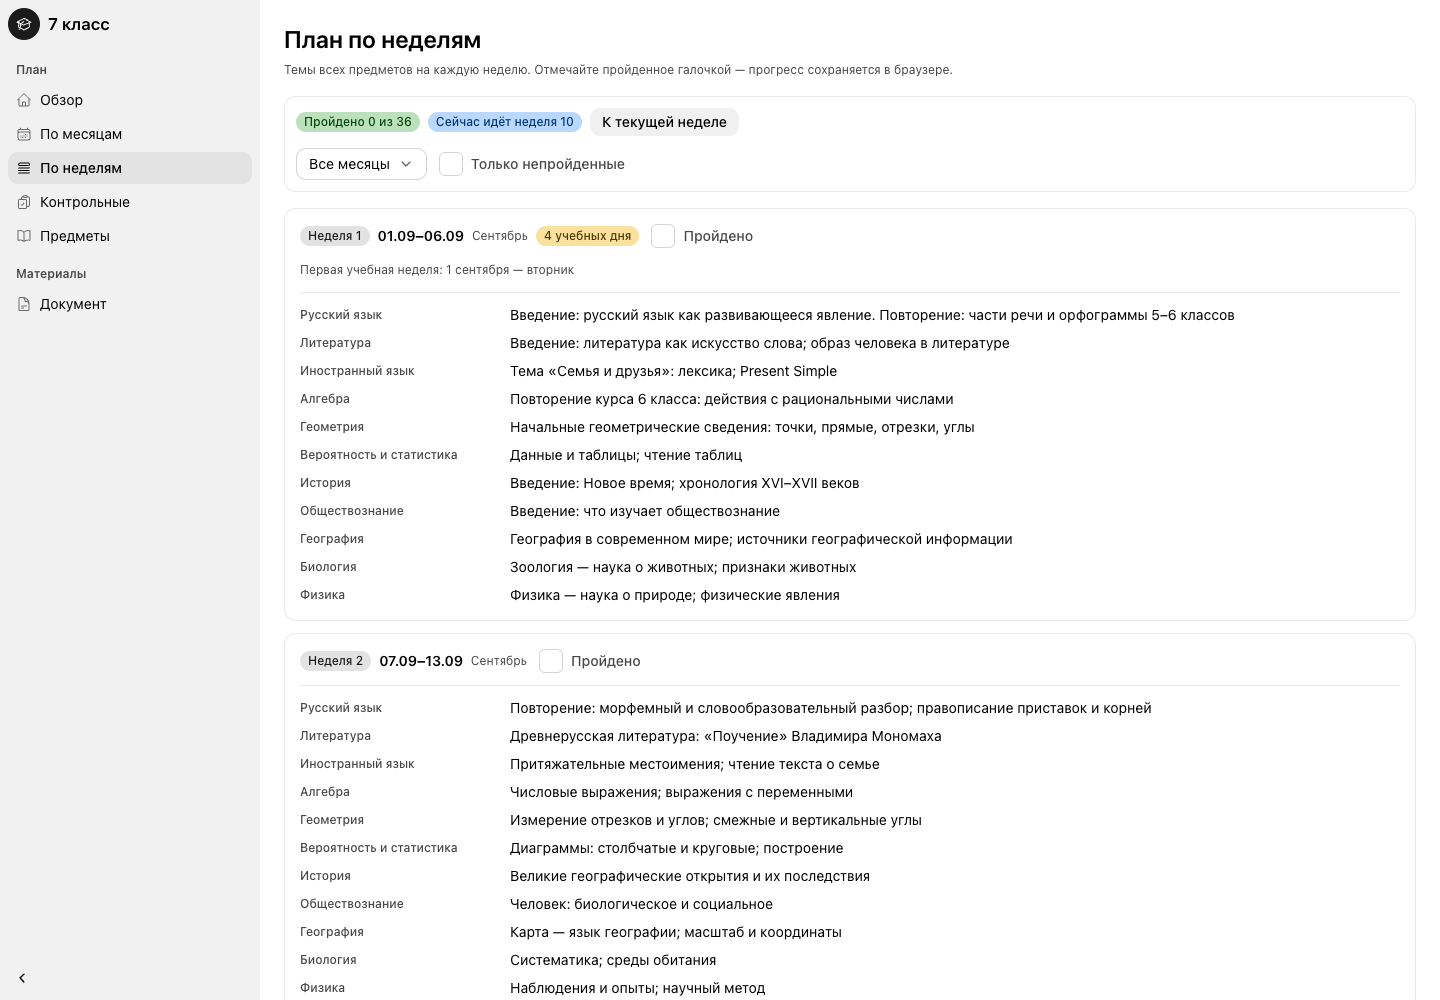 7 класс
План
Обзор
По месяцам
По неделям
Контрольные
Предметы
Материалы
Документ
План по неделям
Темы всех предметов на каждую неделю. Отмечайте пройденное галочкой — прогресс сохраняется в браузере.
Пройдено 0 из 36 Сейчас идёт неделя 10 К текущей неделе
Все месяцы Только непройденные
Неделя 1 01.09–06.09 Сентябрь 4 учебных дня Пройдено
Первая учебная неделя: 1 сентября — вторник
Русский язык Введение: русский язык как развивающееся явление. Повторение: части речи и орфограммы 5–6 классов
Литература Введение: литература как искусство слова; образ человека в литературе
Иностранный язык Тема «Семья и друзья»: лексика; Present Simple
Алгебра Повторение курса 6 класса: действия с рациональными числами
Геометрия Начальные геометрические сведения: точки, прямые, отрезки, углы
Вероятность и статистика Данные и таблицы; чтение таблиц
История Введение: Новое время; хронология XVI–XVII веков
Обществознание Введение: что изучает обществознание
География География в современном мире; источники географической информации
Биология Зоология — наука о животных; признаки животных
Физика Физика — наука о природе; физические явления
Неделя 2 07.09–13.09 Сентябрь Пройдено
Русский язык Повторение: морфемный и словообразовательный разбор; правописание приставок и корней
Литература Древнерусская литература: «Поучение» Владимира Мономаха
Иностранный язык Притяжательные местоимения; чтение текста о семье
Алгебра Числовые выражения; выражения с переменными
Геометрия Измерение отрезков и углов; смежные и вертикальные углы
Вероятность и статистика Диаграммы: столбчатые и круговые; построение
История Великие географические открытия и их последствия
Обществознание Человек: биологическое и социальное
География Карта — язык географии; масштаб и координаты
Биология Систематика; среды обитания
Физика Наблюдения и опыты; научный метод